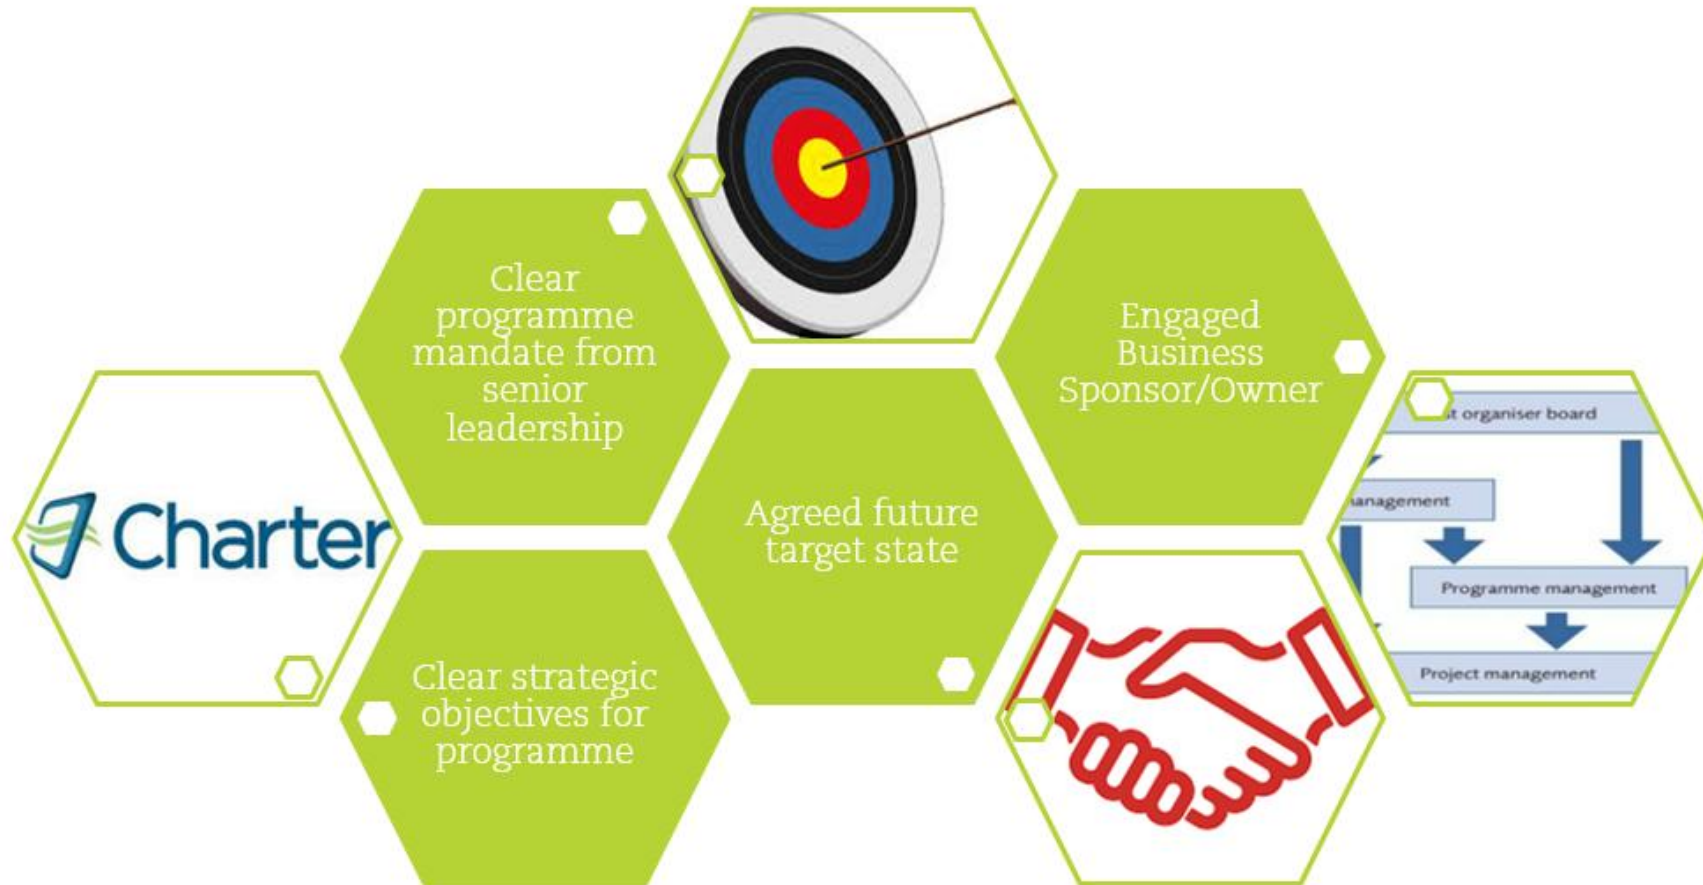 Clear
programme
mandate from
senior
leadership
Engaged
Business
Sponsor/Owner
Charter
Agreed future
target state
Clear strategic
objectives for
programme
organiser board
Programme management
Project management